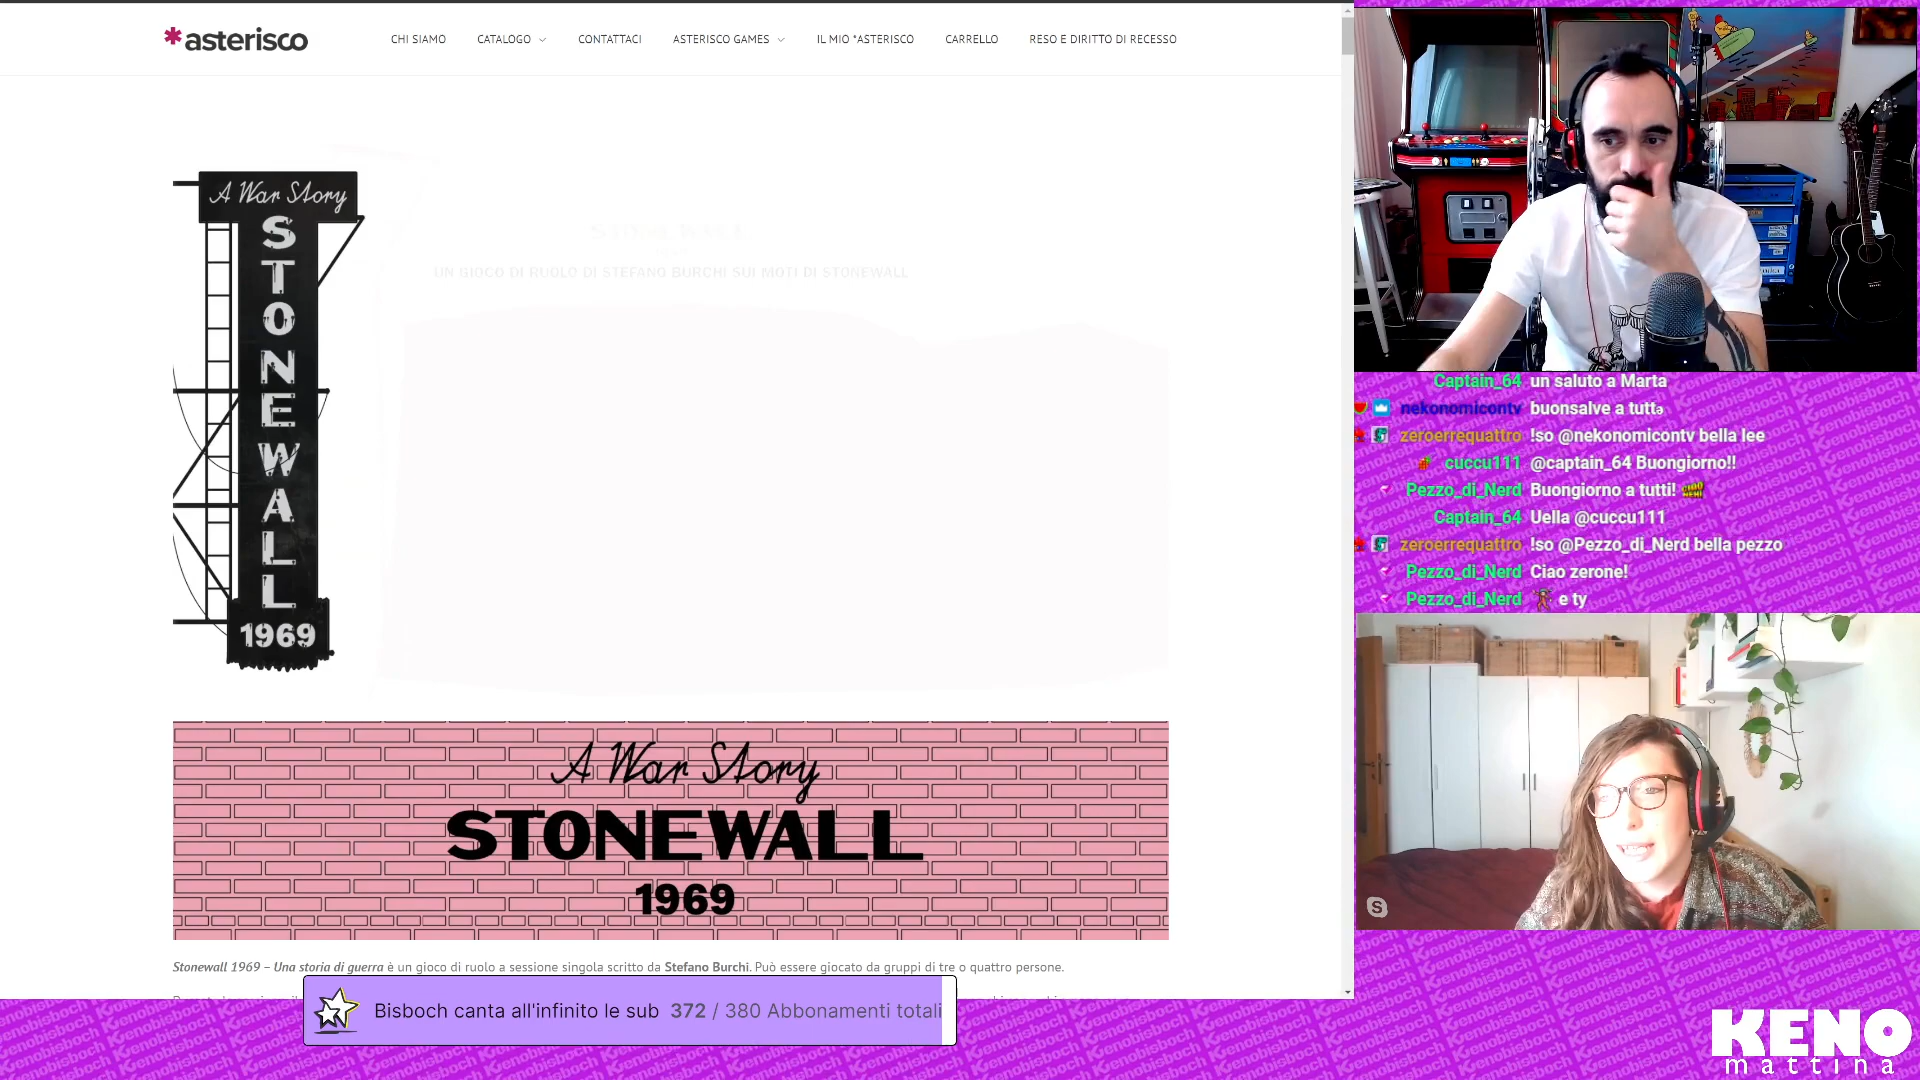 *asterisco
CHI SIAMO
CATALOGO
CONTATTACI
ASTERISCO GAMES
IL MIO *ASTERISCO
CARRELLO
RESO E DIRITTO DI RECESSO
A War Story
STONEWALL
1969
STONEWALL
UN GIOCO DI RUOLO DI STEFANO BURCHI SUI MOTI DI STONEWALL
A War Story
STONEWALL
1969
Stonewall 1969 – Una storia di guerra è un gioco di ruolo a sessione singola scritto da Stefano Burchi. Può essere giocato da gruppi di tre o quattro persone.
Bisboch canta all'infinito le sub 372 / 380 Abbonamenti totali
Captain_64 un saluto a Marta
nekonomicontv buonsalve a tuttə
zeroerrequattro !so @nekonomicontv bella lee
cuccu111 @captain_64 Buongiorno!!
Pezzo_di_Nerd Buongiorno a tutti!
Captain_64 Uella @cuccu111
zeroerrequattro !so @Pezzo_di_Nerd bella pezzo
Pezzo_di_Nerd Ciao zerone!
Pezzo_di_Nerd e ty
S
KENO
mattina